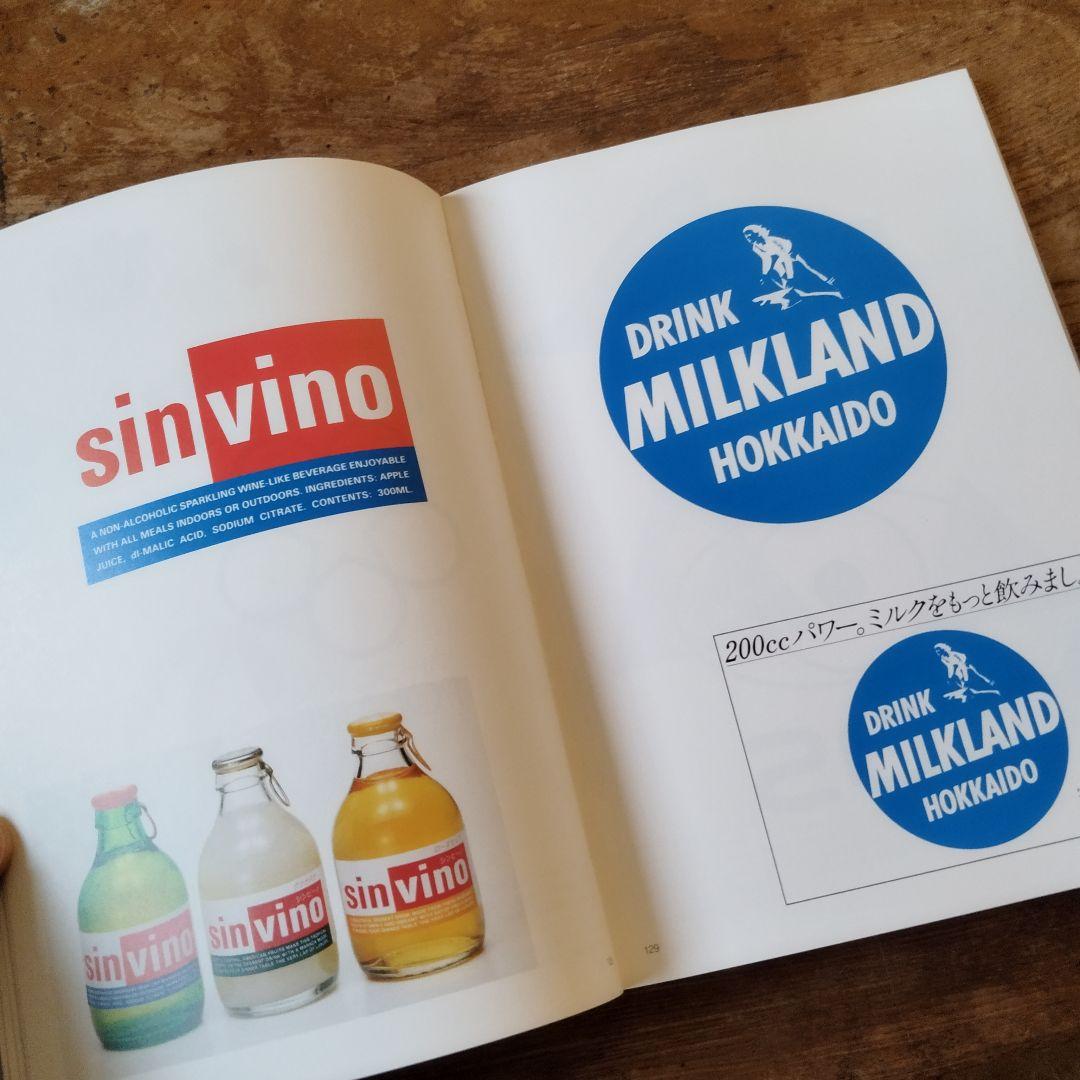 sin vino
A NON-ALCOHOLIC SPARKLING WINE-LIKE BEVERAGE ENJOYABLE
WITH ALL MEALS INDOORS OR OUTDOORS. INGREDIENTS: APPLE
JUICE, dl-MALIC ACID, SODIUM CITRATE. CONTENTS: 300ML.
sin vino
sin vino
sin vino
DRINK
MILKLAND
HOKKAIDO
200ccパワー。ミルクをもっと飲みまし
DRINK
MILKLAND
HOKKAIDO
129